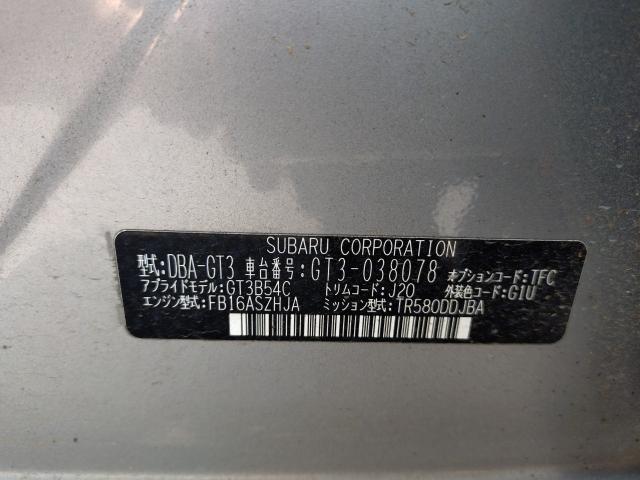 SUBARU CORPORATION
型式:DBA-GT3 車台番号:GT3-038078 オプションコード:TFC
アプライドモデル:GT3B54C トリムコード:J20 外装色コード:G1U
エンジン型式:FB16ASZHJA ミッション型式:TR580DDJBA